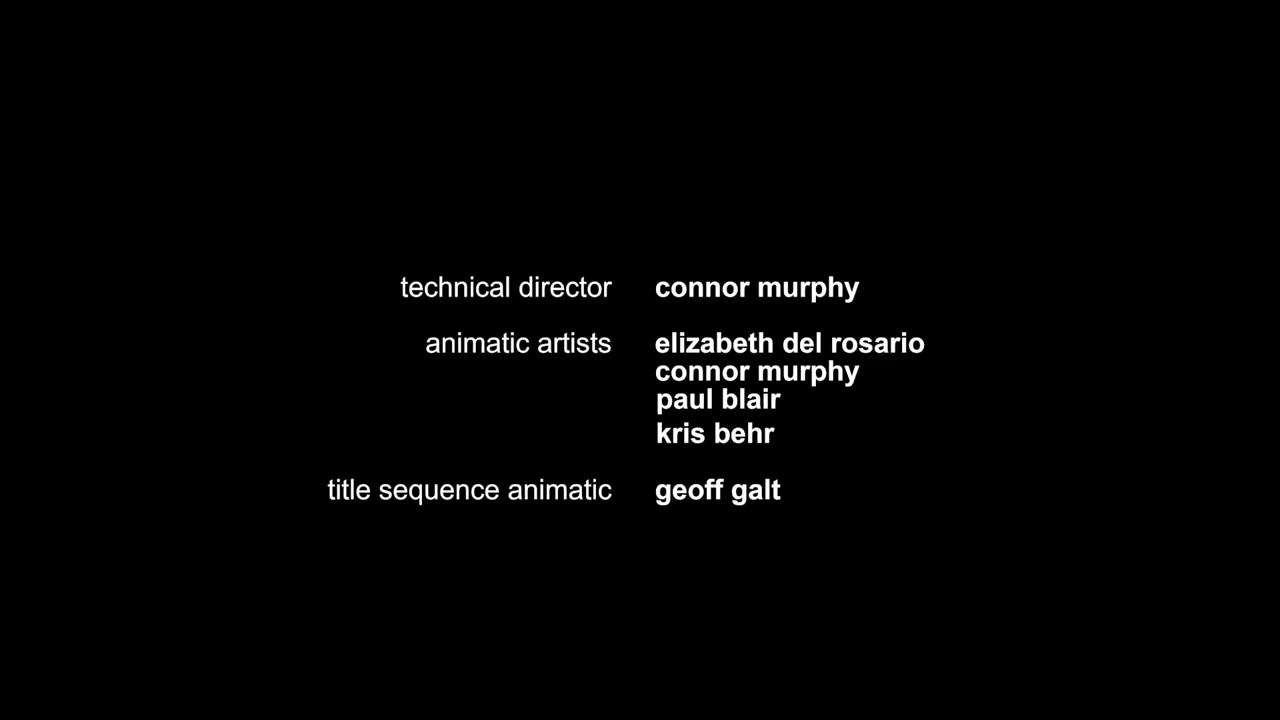 technical director connor murphy
animatic artists elizabeth del rosario
connor murphy
paul blair
kris behr
title sequence animatic geoff galt